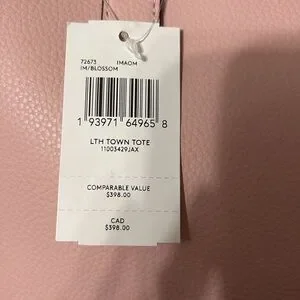 72673 IMAOM
IM/BLOSSOM
1 93971 64965 8
LTH TOWN TOTE
11003429JAX
COMPARABLE VALUE
$398.00
CAD
$398.00